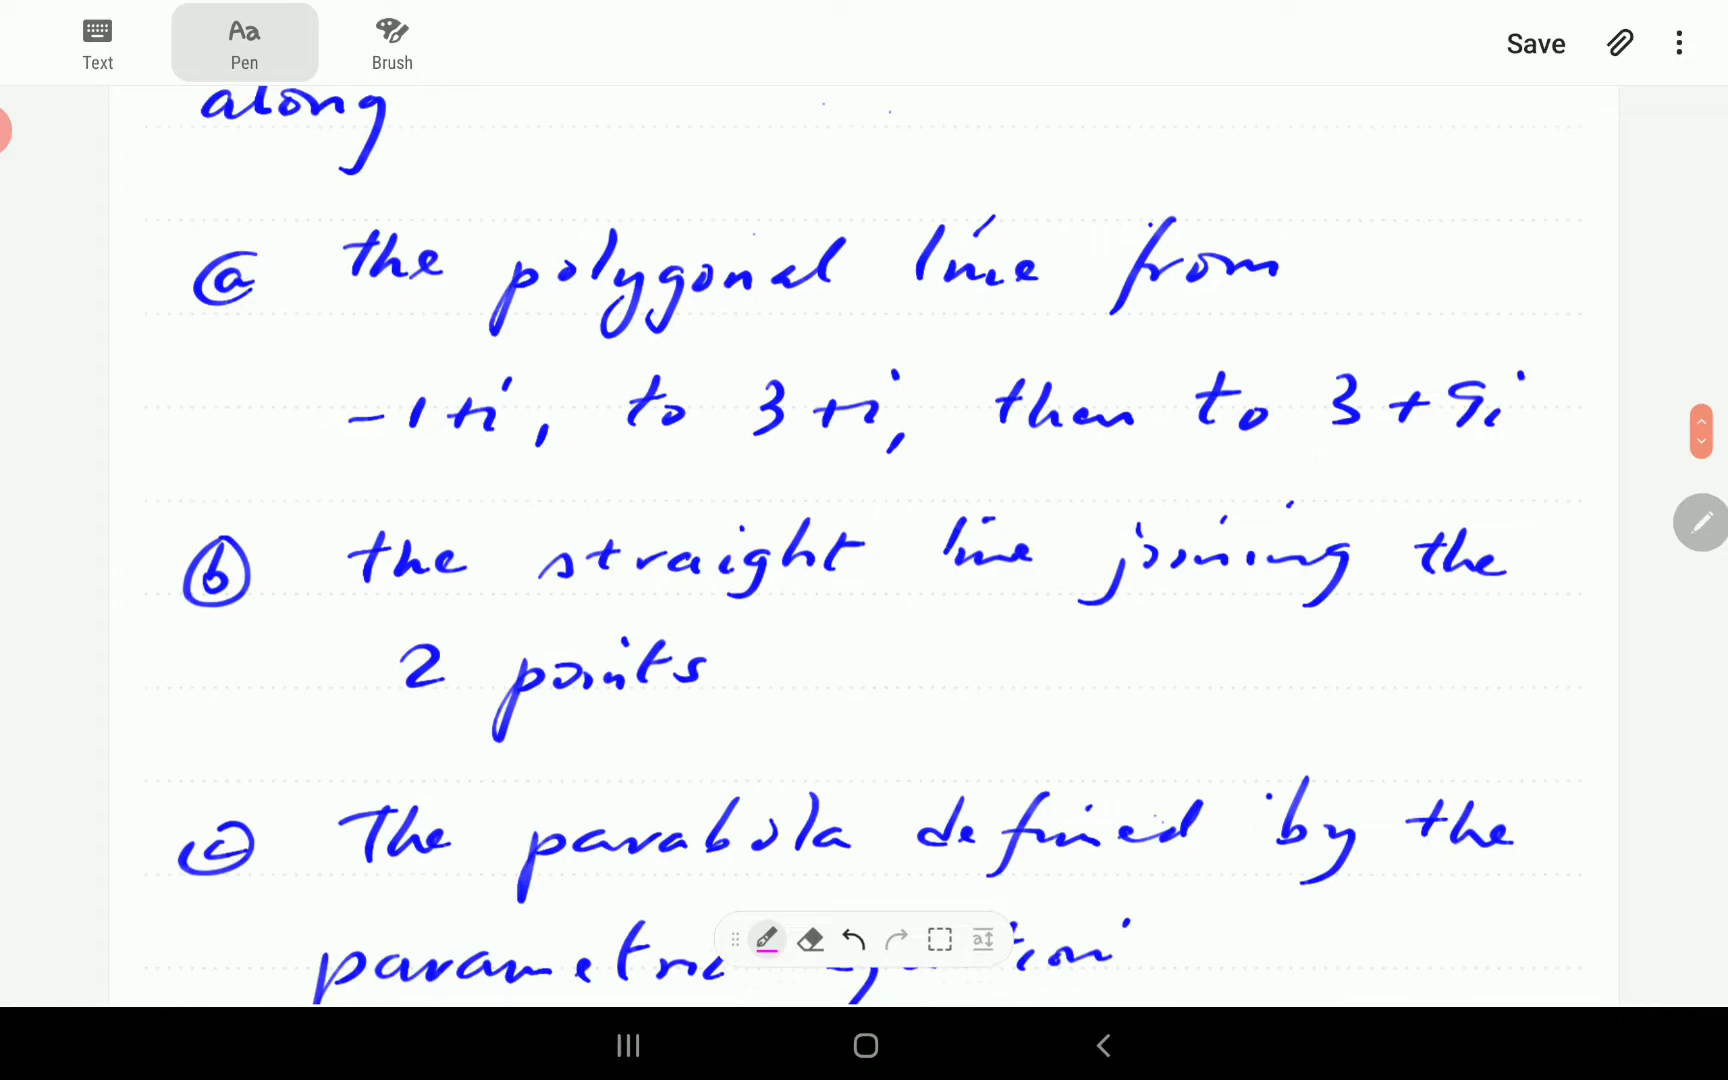 Text
Aa
Pen
Brush
Save
along
ⓐ the polygonal line from
-1+i, to 3+i, then to 3+9i
ⓑ the straight line joining the
2 points
ⓒ The parabola defined by the
parametric